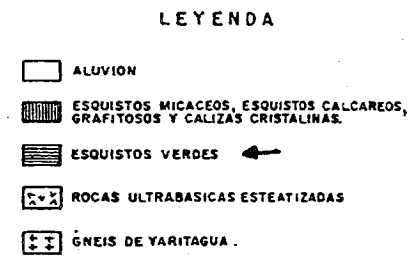 LEYENDA
ALUVION
ESQUISTOS MICACEOS, ESQUISTOS CALCAREOS,
GRAFITOSOS Y CALIZAS CRISTALINAS.
ESQUISTOS VERDES
ROCAS ULTRABASICAS ESTEATIZADAS
GNEIS DE YARITAGUA.